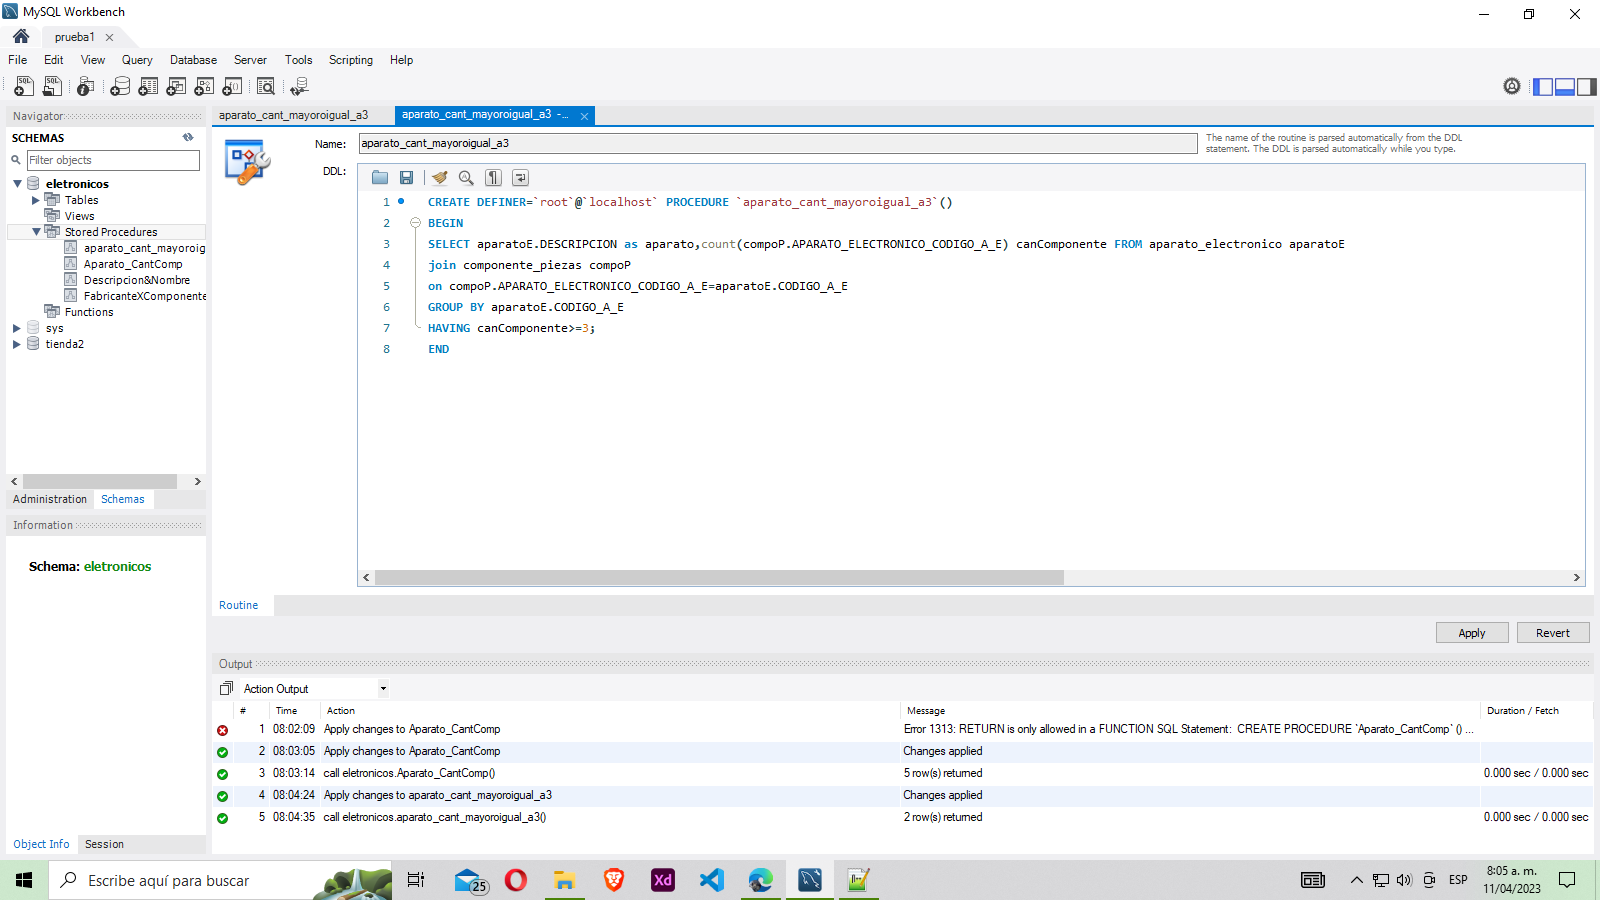 MySQL Workbench
prueba1
File Edit View Query Database Server Tools Scripting Help
Navigator
SCHEMAS
Filter objects
eletronicos
Tables
Views
Stored Procedures
aparato_cant_mayoroig
Aparato_CantComp
Descripcion&Nombre
FabricanteXComponente
Functions
sys
tienda2
Administration Schemas
Information
Schema: eletronicos
Object Info Session
aparato_cant_mayoroigual_a3 aparato_cant_mayoroigual_a3 -...
Name: aparato_cant_mayoroigual_a3
The name of the routine is parsed automatically from the DDL
statement. The DDL is parsed automatically while you type.
DDL:
1 CREATE DEFINER=`root`@`localhost` PROCEDURE `aparato_cant_mayoroigual_a3`()
2 BEGIN
3 SELECT aparatoE.DESCRIPCION as aparato,count(compoP.APARATO_ELECTRONICO_CODIGO_A_E) canComponente FROM aparato_electronico aparatoE
4 join componente_piezas compoP
5 on compoP.APARATO_ELECTRONICO_CODIGO_A_E=aparatoE.CODIGO_A_E
6 GROUP BY aparatoE.CODIGO_A_E
7 HAVING canComponente>=3;
8 END
Routine
Apply Revert
Output
Action Output
# Time Action Message Duration / Fetch
1 08:02:09 Apply changes to Aparato_CantComp Error 1313: RETURN is only allowed in a FUNCTION SQL Statement: CREATE PROCEDURE `Aparato_CantComp` () ...
2 08:03:05 Apply changes to Aparato_CantComp Changes applied
3 08:03:14 call eletronicos.Aparato_CantComp() 5 row(s) returned 0.000 sec / 0.000 sec
4 08:04:24 Apply changes to aparato_cant_mayoroigual_a3 Changes applied
5 08:04:35 call eletronicos.aparato_cant_mayoroigual_a3() 2 row(s) returned 0.000 sec / 0.000 sec
Escribe aquí para buscar
25
Xd
ESP
8:05 a. m.
11/04/2023